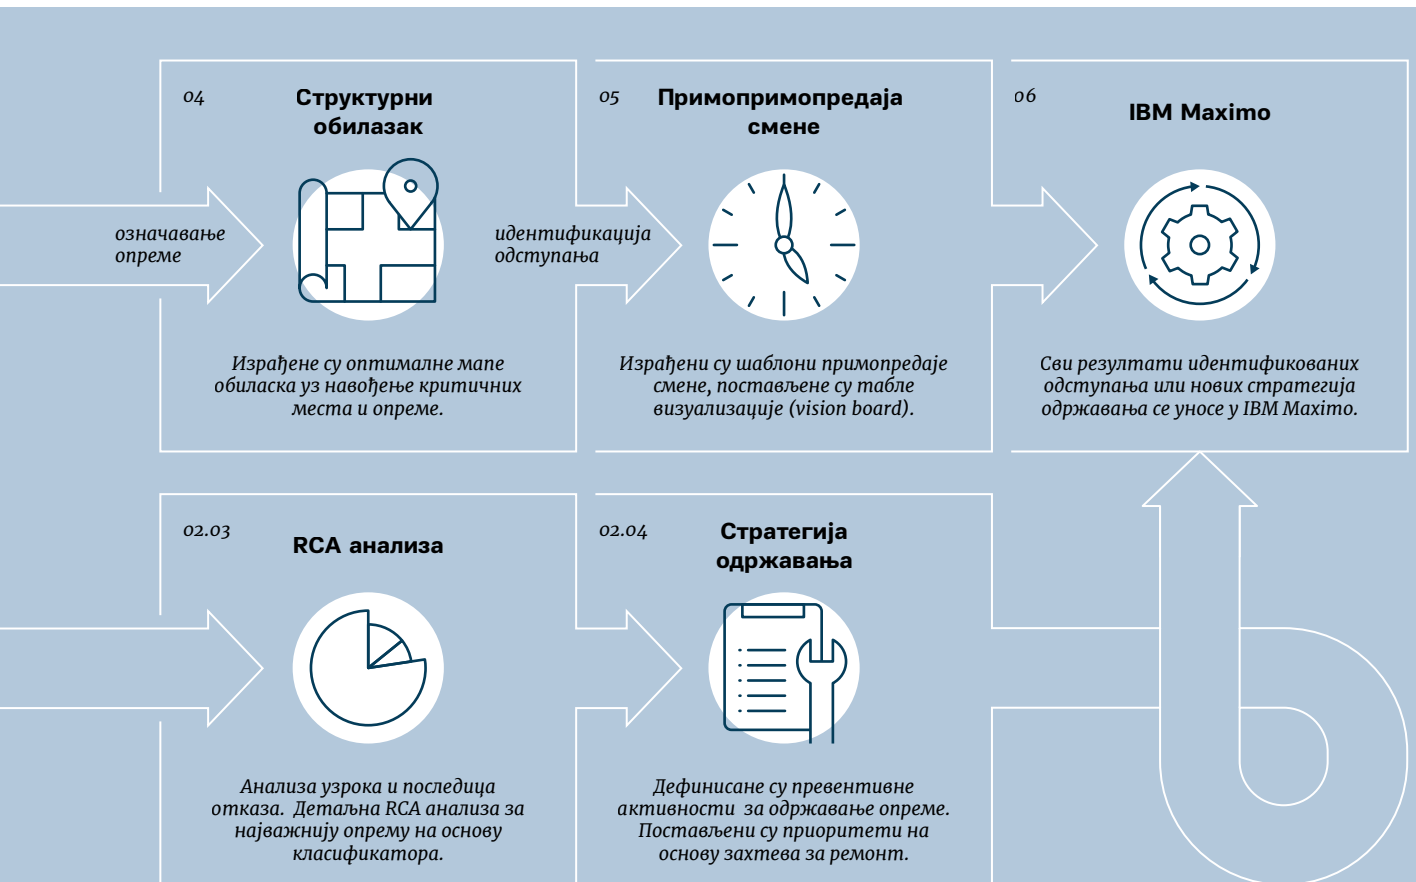 04
Структурни
обилазак
означавање
опреме
Израђене су оптималне мапе
обиласка уз навођење критичних
места и опреме.
05
Примопримопредаја
смене
идентификација
одступања
Израђени су шаблони примопредаје
смене, постављене су табле
визуализације (vision board).
06
IBM Maximo
Сви резултати идентификованих
одступања или нових стратегија
одржавања се уносе у IBM Maximo.
02.03
RCA анализа
Анализа узрока и последица
отказа. Детаљна RCA анализа за
најважнију опрему на основу
класификатора.
02.04
Стратегија
одржавања
Дефинисане су превентивне
активности за одржавање опреме.
Постављени су приоритети на
основу захтева за ремонт.